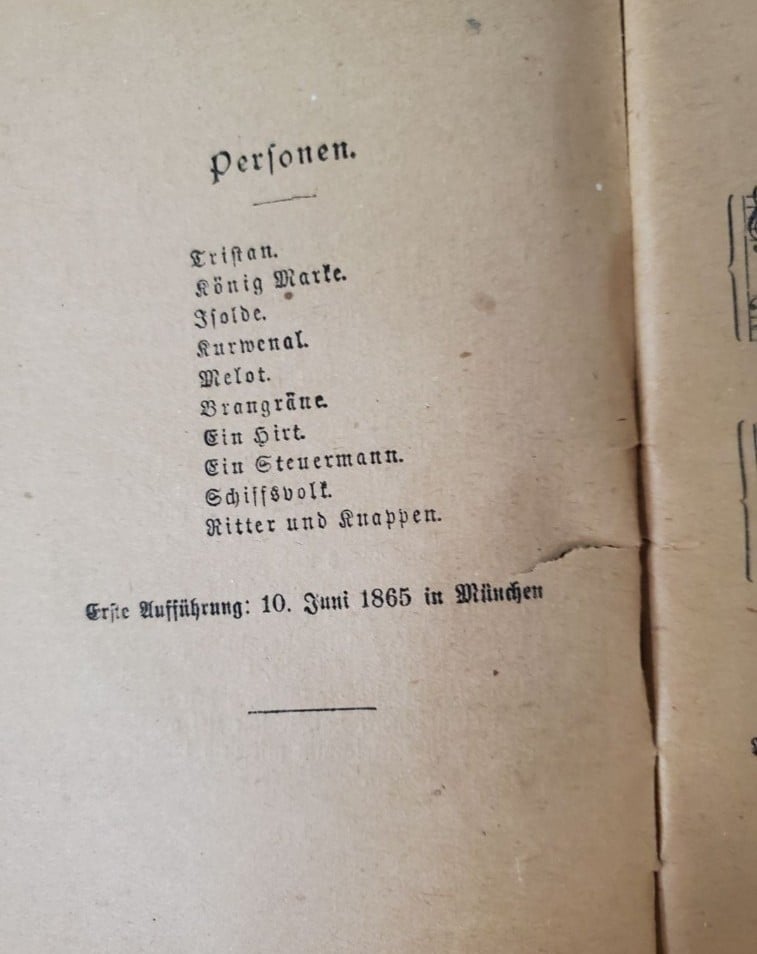 Personen.
Tristan.
König Marke.
Isolde.
Kurwenal.
Melot.
Brangräne.
Ein Hirt.
Ein Steuermann.
Schiffsvolk.
Ritter und Knappen.
Erste Aufführung: 10. Juni 1865 in München